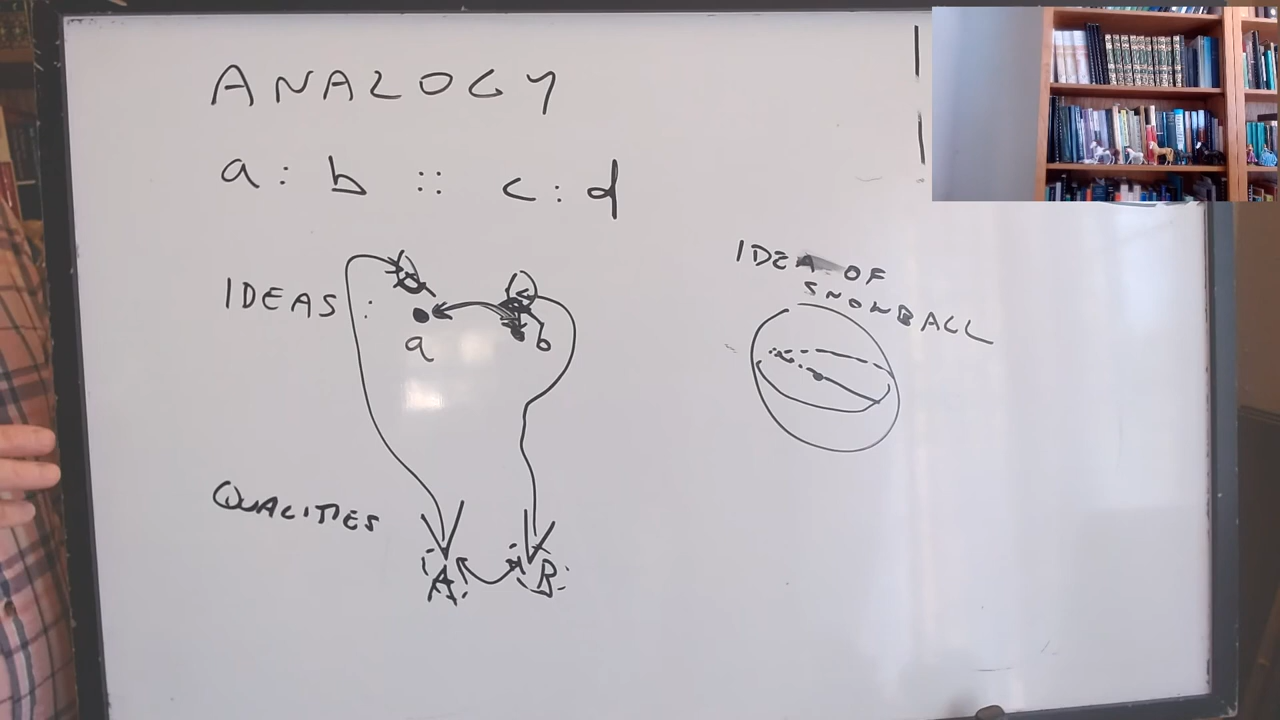 ANALOGY
a : b :: c : d
IDEAS :
a b
QUALITIES
A B
IDEA OF
SNOWBALL